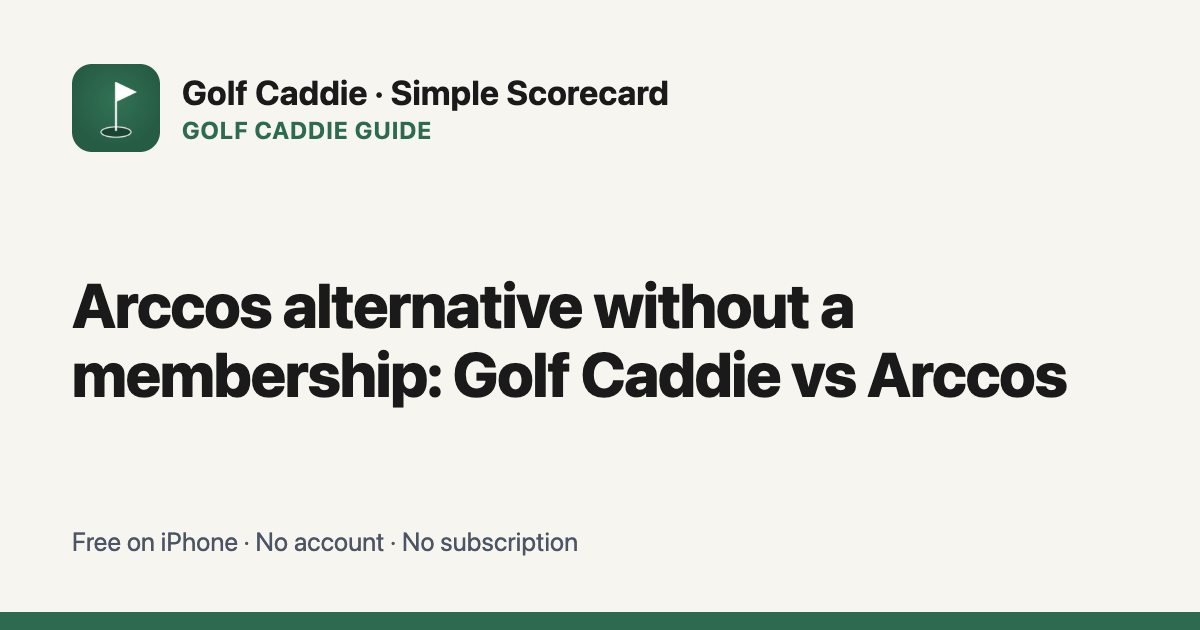 Golf Caddie · Simple Scorecard
GOLF CADDIE GUIDE
Arccos alternative without a
membership: Golf Caddie vs Arccos
Free on iPhone · No account · No subscription